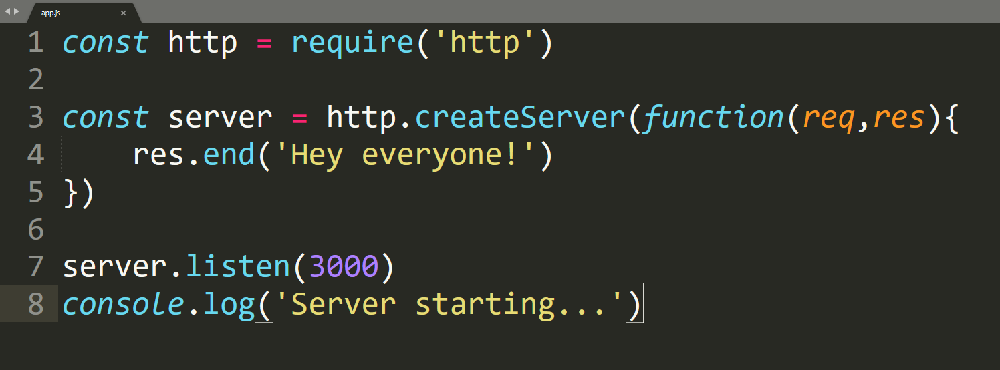 app.js
1 const http = require('http')
2
3 const server = http.createServer(function(req,res){
4     res.end('Hey everyone!')
5 })
6
7 server.listen(3000)
8 console.log('Server starting...')